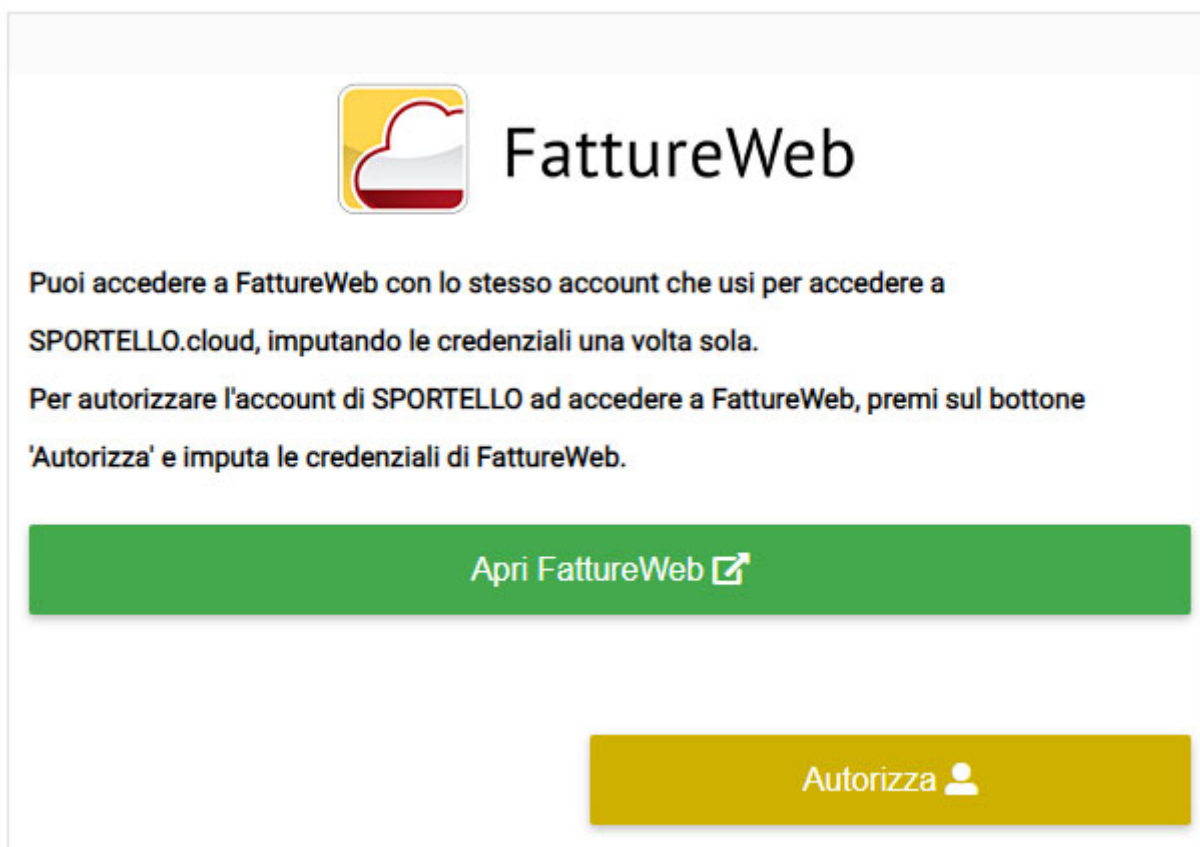 FattureWeb
Puoi accedere a FattureWeb con lo stesso account che usi per accedere a
SPORTELLO.cloud, imputando le credenziali una volta sola.
Per autorizzare l'account di SPORTELLO ad accedere a FattureWeb, premi sul bottone
'Autorizza' e imputa le credenziali di FattureWeb.
Apri FattureWeb
Autorizza